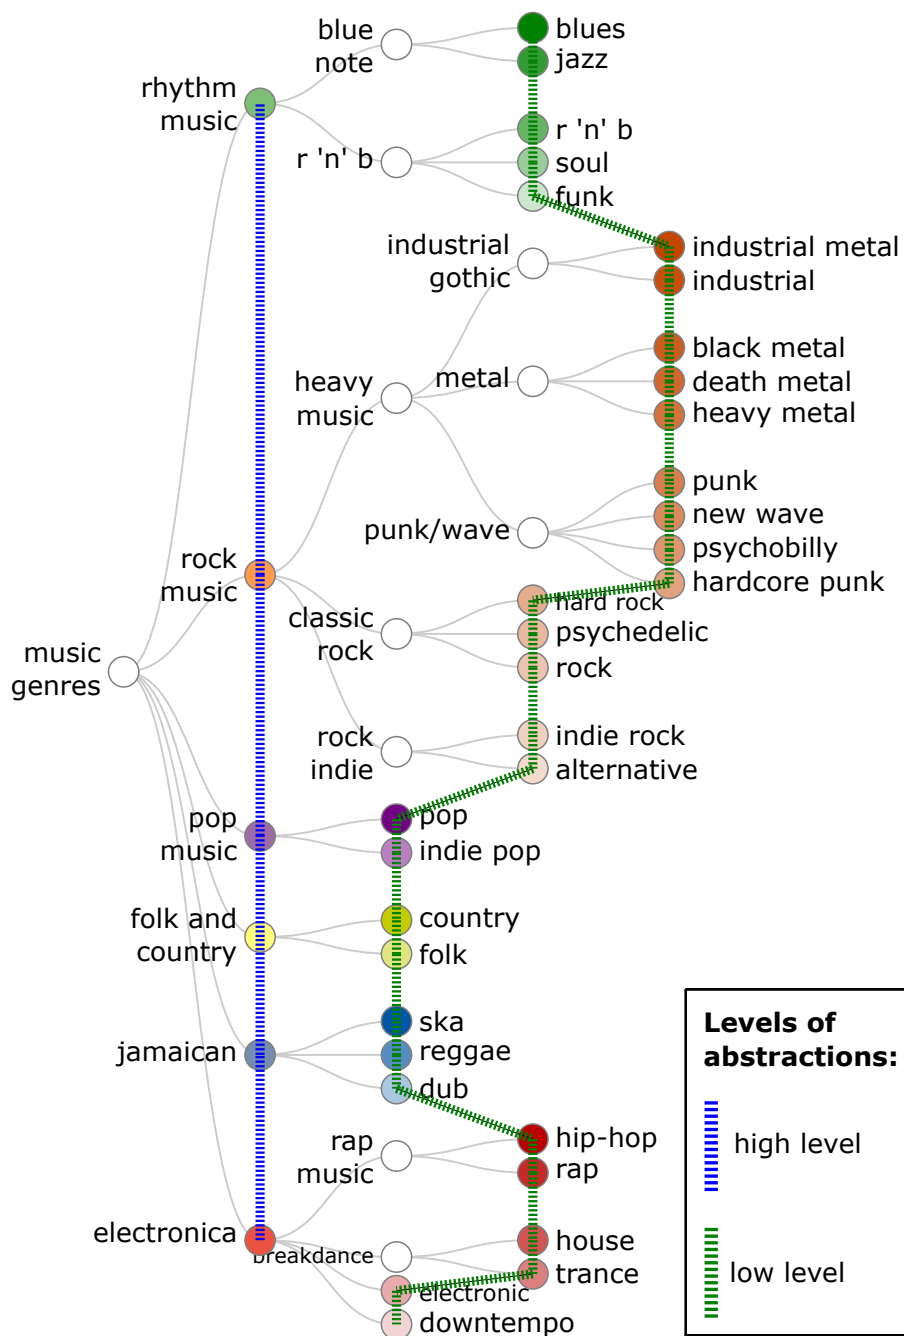 blue
note
blues
jazz
rhythm
music
r 'n' b
r 'n' b
soul
funk
industrial
gothic
industrial metal
industrial
heavy
music
metal
black metal
death metal
heavy metal
punk/wave
punk
new wave
psychobilly
hardcore punk
rock
music
classic
rock
hard rock
psychedelic
rock
music
genres
rock
indie
indie rock
alternative
pop
music
pop
indie pop
folk and
country
country
folk
jamaican
ska
reggae
dub
rap
music
hip-hop
rap
electronica
breakdance
house
trance
electronic
downtempo
Levels of
abstractions:
high level
low level